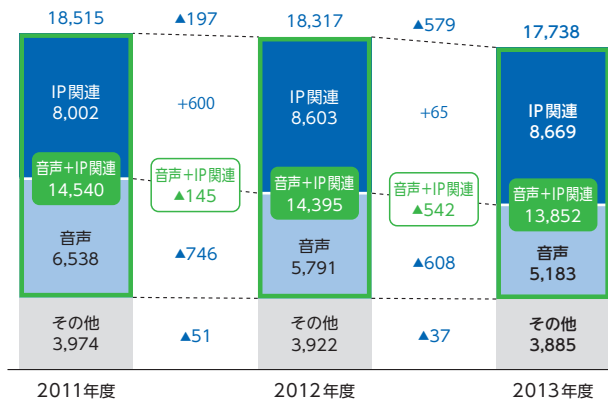 18,515
▲197
18,317
▲579
17,738
IP関連
8,002
+600
IP関連
8,603
+65
IP関連
8,669
音声+IP関連
14,540
音声+IP関連
▲145
音声+IP関連
14,395
音声+IP関連
▲542
音声+IP関連
13,852
音声
6,538
▲746
音声
5,791
▲608
音声
5,183
その他
3,974
▲51
その他
3,922
▲37
その他
3,885
2011年度
2012年度
2013年度